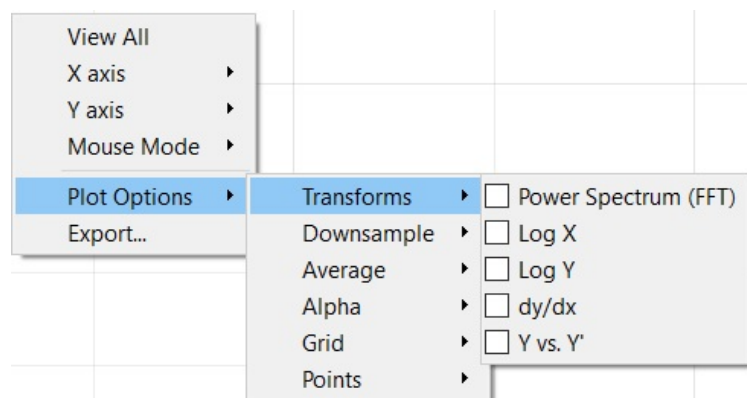 View All
X axis
Y axis
Mouse Mode
Plot Options
Export...
Transforms
Downsample
Average
Alpha
Grid
Points
Power Spectrum (FFT)
Log X
Log Y
dy/dx
Y vs. Y'